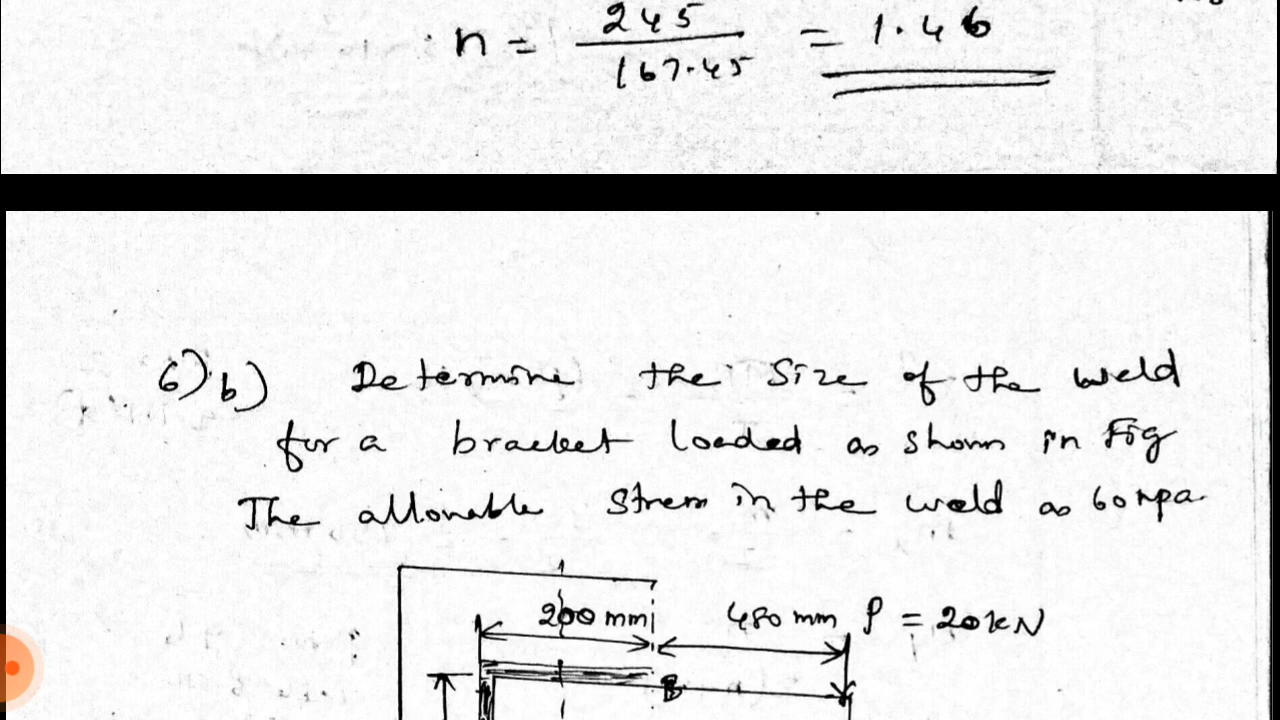 n = 245 / 167.45 = 1.46
6) b) Determine the size of the weld
for a bracket loaded as shown in Fig
The allowable Stress in the weld as 60 mpa.
200 mm 480 mm P = 20 kN
B